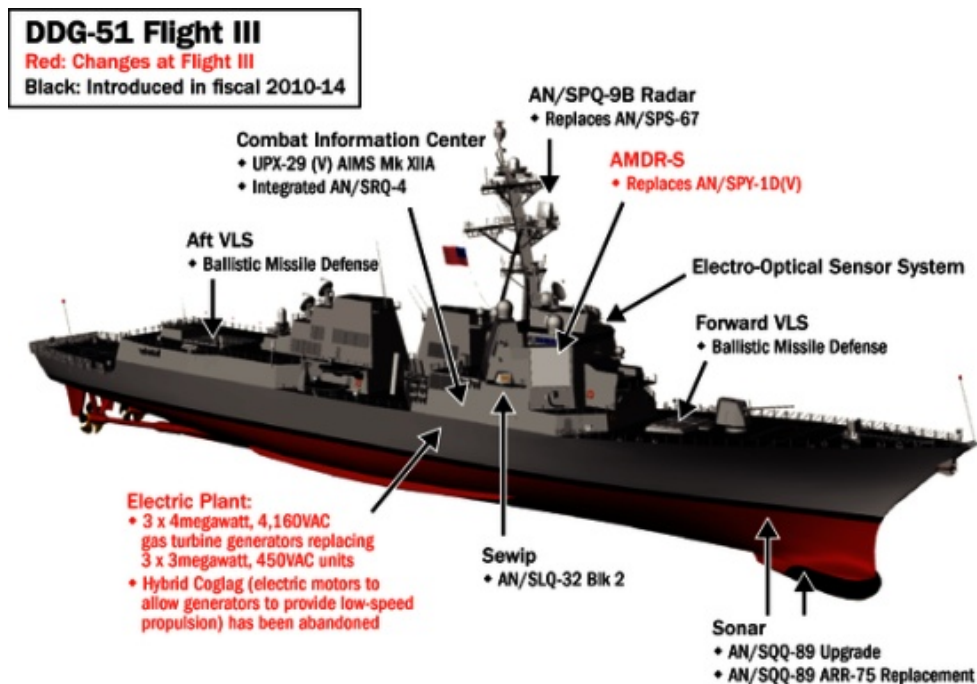 DDG-51 Flight III
Red: Changes at Flight III
Black: Introduced in fiscal 2010-14
AN/SPQ-9B Radar
◆ Replaces AN/SPS-67
Combat Information Center
◆ UPX-29 (V) AIMS Mk XIIA
◆ Integrated AN/SRQ-4
AMDR-S
◆ Replaces AN/SPY-1D(V)
Aft VLS
◆ Ballistic Missile Defense
Electro-Optical Sensor System
Forward VLS
◆ Ballistic Missile Defense
Electric Plant:
◆ 3 x 4megawatt, 4,160VAC
gas turbine generators replacing
3 x 3megawatt, 450VAC units
◆ Hybrid Coglag (electric motors to
allow generators to provide low-speed
propulsion) has been abandoned
Sewip
◆ AN/SLQ-32 Blk 2
Sonar
◆ AN/SQQ-89 Upgrade
◆ AN/SQQ-89 ARR-75 Replacement